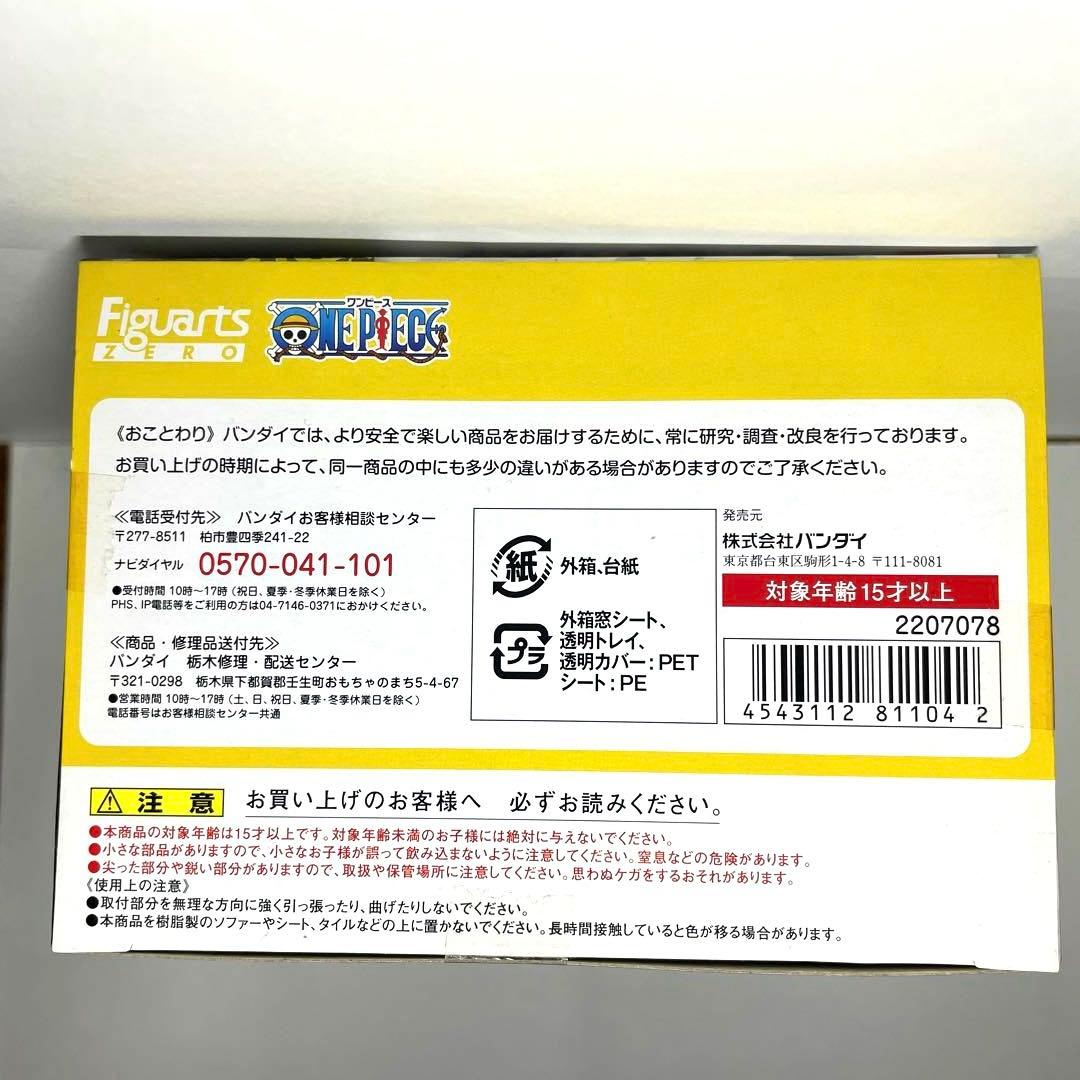 Figuarts
ZERO
ワンピース
ONE PIECE
《おことわり》バンダイでは、より安全で楽しい商品をお届けするために、常に研究・調査・改良を行っております。
お買い上げの時期によって、同一商品の中にも多少の違いがある場合がありますのでご了承ください。
≪電話受付先≫ バンダイお客様相談センター
〒277-8511 柏市豊四季241-22
ナビダイヤル 0570-041-101
●受付時間 10時〜17時(祝日、夏季・冬季休業日を除く)
PHS、IP電話等をご利用の方は04-7146-0371におかけください。
≪商品・修理品送付先≫
バンダイ 栃木修理・配送センター
〒321-0298 栃木県下都賀郡壬生町おもちゃのまち5-4-67
●営業時間 10時〜17時(土、日、祝日、夏季・冬季休業日を除く)
電話番号はお客様相談センター共通
紙 外箱、台紙
プラ
外箱窓シート、
透明トレイ、
透明カバー:PET
シート:PE
発売元
株式会社バンダイ
東京都台東区駒形1-4-8 〒111-8081
対象年齢15才以上
2207078
4543112 811042
注意 お買い上げのお客様へ 必ずお読みください。
●本商品の対象年齢は15才以上です。対象年齢未満のお子様には絶対に与えないでください。
●小さな部品がありますので、小さなお子様が誤って飲み込まないように注意してください。窒息などの危険があります。
●尖った部分や鋭い部分がありますので、取扱や保管場所に注意してください。思わぬケガをするおそれがあります。
《使用上の注意》
●取付部分を無理な方向に強く引っ張ったり、曲げたりしないでください。
●本商品を樹脂製のソファーやシート、タイルなどの上に置かないでください。長時間接触していると色が移る場合があります。